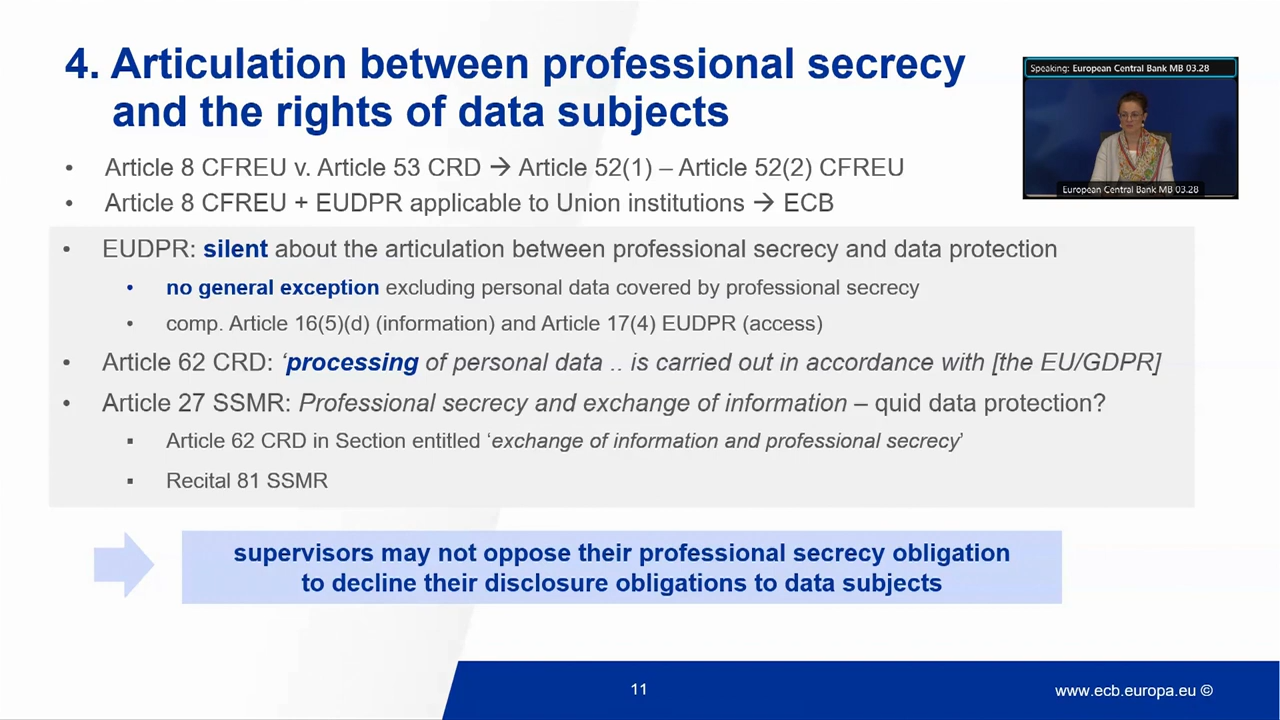 4. Articulation between professional secrecy
and the rights of data subjects
Speaking: European Central Bank MB 03.28
European Central Bank MB 03.28
• Article 8 CFREU v. Article 53 CRD → Article 52(1) – Article 52(2) CFREU
• Article 8 CFREU + EUDPR applicable to Union institutions → ECB
• EUDPR: silent about the articulation between professional secrecy and data protection
• no general exception excluding personal data covered by professional secrecy
• comp. Article 16(5)(d) (information) and Article 17(4) EUDPR (access)
• Article 62 CRD: ‘processing of personal data .. is carried out in accordance with [the EU/GDPR]
• Article 27 SSMR: Professional secrecy and exchange of information – quid data protection?
▪ Article 62 CRD in Section entitled ‘exchange of information and professional secrecy’
▪ Recital 81 SSMR
supervisors may not oppose their professional secrecy obligation
to decline their disclosure obligations to data subjects
11
www.ecb.europa.eu ©